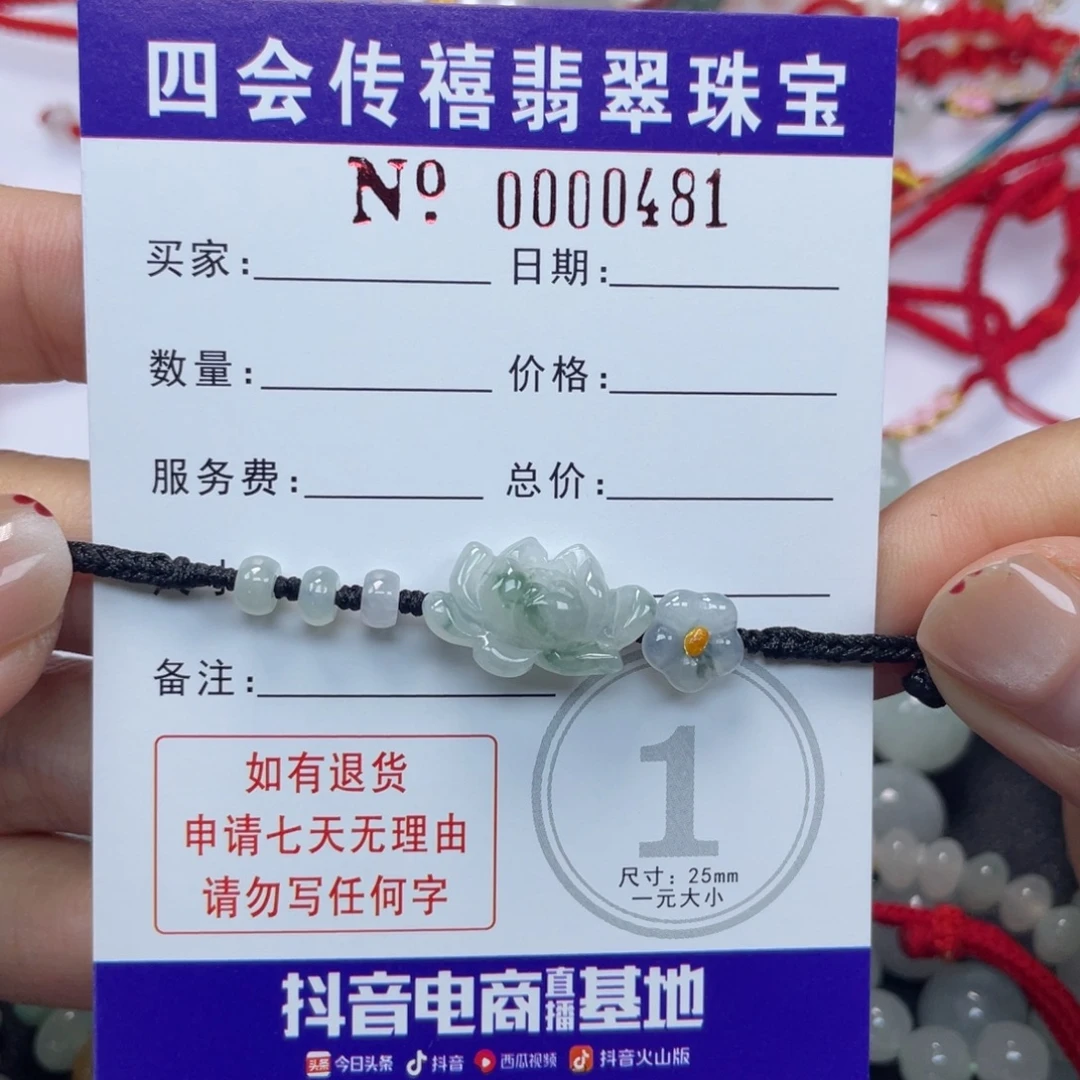 四会传禧翡翠珠宝
Nº 0000481
买家: 日期:
数量: 价格:
服务费: 总价:
备注:
如有退货
申请七天无理由
请勿写任何字
1
尺寸: 25mm
一元大小
抖音电商直播基地
头条 今日头条 抖音 西瓜视频 抖音火山版